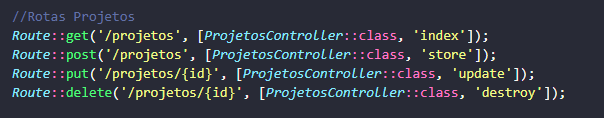 //Rotas Projetos
Route::get('/projetos', [ProjetosController::class, 'index']);
Route::post('/projetos', [ProjetosController::class, 'store']);
Route::put('/projetos/{id}', [ProjetosController::class, 'update']);
Route::delete('/projetos/{id}', [ProjetosController::class, 'destroy']);